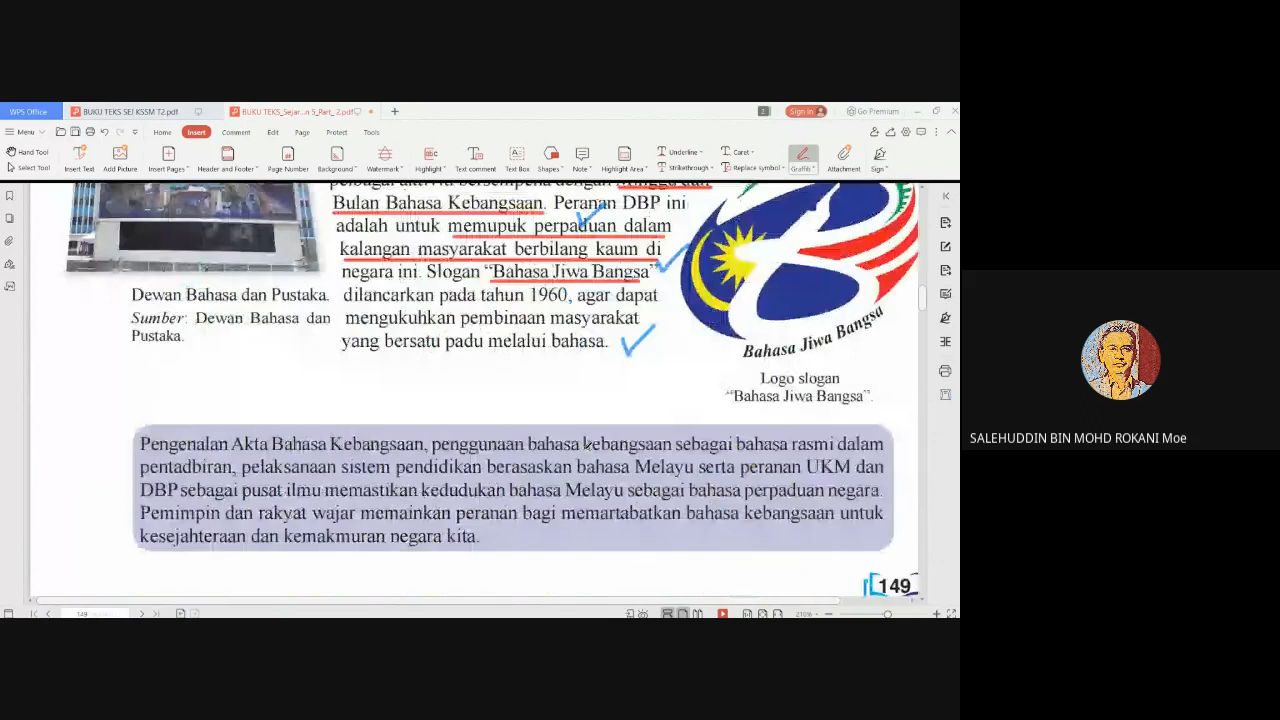 WPS Office
BUKU TEKS SEJ KSSM T2.pdf
BUKU TEKS_Sejar...n 5_Part_ 2.pdf
Sign in
Go Premium
Menu
Home
Insert
Comment
Edit
Page
Protect
Tools
Hand Tool
Select Tool
Insert Text
Add Picture
Insert Pages
Header and Footer
Page Number
Background
Watermark
Highlight
Text comment
Text Box
Shapes
Note
Highlight Area
Underline
Strikethrough
Caret
Replace symbol
Graffiti
Attachment
Sign
Bulan Bahasa Kebangsaan. Peranan DBP ini
adalah untuk memupuk perpaduan dalam
kalangan masyarakat berbilang kaum di
negara ini. Slogan “Bahasa Jiwa Bangsa”
dilancarkan pada tahun 1960, agar dapat
mengukuhkan pembinaan masyarakat
yang bersatu padu melalui bahasa.
Dewan Bahasa dan Pustaka.
Sumber: Dewan Bahasa dan
Pustaka.
Bahasa Jiwa Bangsa
Logo slogan
“Bahasa Jiwa Bangsa”.
Pengenalan Akta Bahasa Kebangsaan, penggunaan bahasa kebangsaan sebagai bahasa rasmi dalam
pentadbiran, pelaksanaan sistem pendidikan berasaskan bahasa Melayu serta peranan UKM dan
DBP sebagai pusat ilmu memastikan kedudukan bahasa Melayu sebagai bahasa perpaduan negara.
Pemimpin dan rakyat wajar memainkan peranan bagi memartabatkan bahasa kebangsaan untuk
kesejahteraan dan kemakmuran negara kita.
149
149
210%
SALEHUDDIN BIN MOHD ROKANI Moe